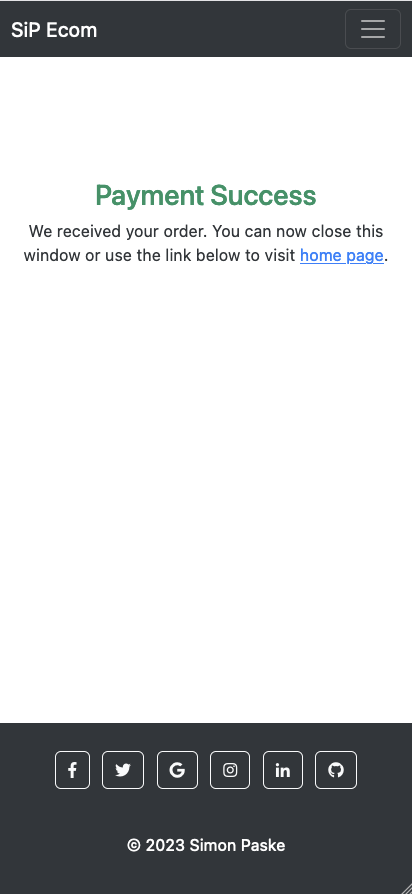 SiP Ecom
Payment Success
We received your order. You can now close this
window or use the link below to visit home page.
© 2023 Simon Paske